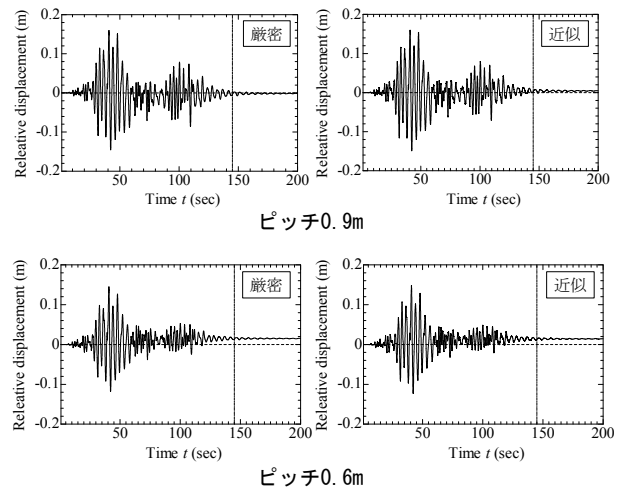 0.2
0.1
0
-0.1
-0.2
50
100
150
200
Releative displacement (m)
Time t (sec)
厳密
0.2
0.1
0
-0.1
-0.2
50
100
150
200
Releative displacement (m)
Time t (sec)
近似
ピッチ0.9m
0.2
0.1
0
-0.1
-0.2
50
100
150
200
Releative displacement (m)
Time t (sec)
厳密
0.2
0.1
0
-0.1
-0.2
50
100
150
200
Releative displacement (m)
Time t (sec)
近似
ピッチ0.6m